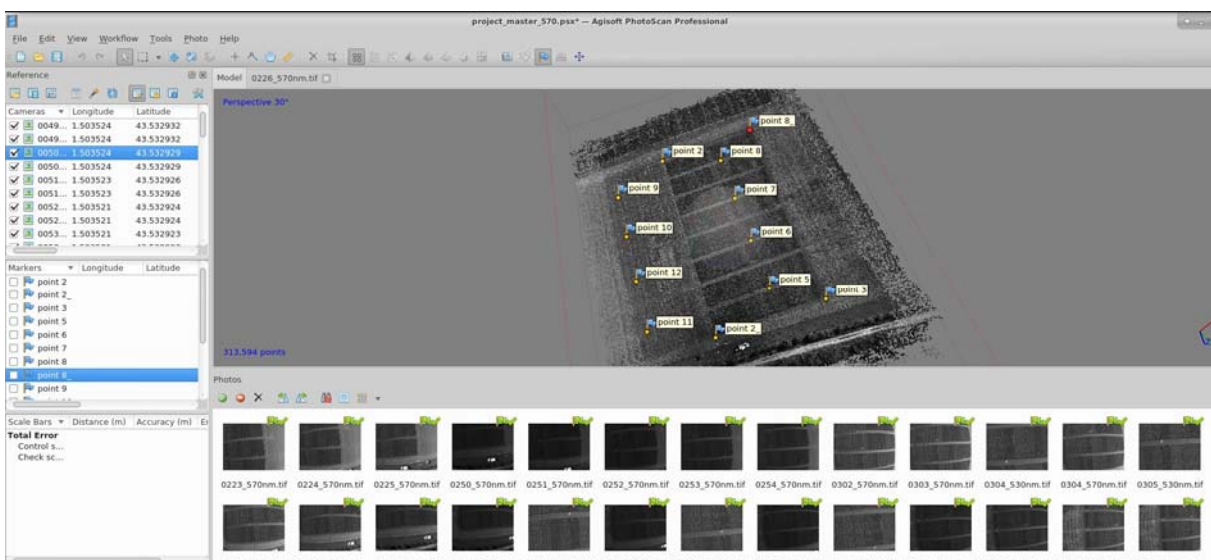 project_master_570.psx* — Agisoft PhotoScan Professional
File Edit View Workflow Tools Photo Help
Reference
Model 0226_570nm.tif
Perspective 30°
Cameras Longitude Latitude
0049... 1.503524 43.532932
0049... 1.503524 43.532932
0050... 1.503524 43.532929
0050... 1.503524 43.532929
0051... 1.503523 43.532926
0051... 1.503523 43.532926
0052... 1.503521 43.532924
0052... 1.503521 43.532924
0053... 1.503521 43.532923
point 8_
point 2 point 8
point 9 point 7
point 10 point 6
point 12 point 5 point 3
point 11 point 2_
313,594 points
Markers Longitude Latitude
point 2
point 2_
point 3
point 5
point 6
point 7
point 8
point 8_
point 9
Photos
Scale Bars Distance (m) Accuracy (m)
Total Error
Control s...
Check sc...
0223_570nm.tif 0224_570nm.tif 0225_570nm.tif 0250_570nm.tif 0251_570nm.tif 0252_570nm.tif 0253_570nm.tif 0254_570nm.tif 0302_570nm.tif 0303_570nm.tif 0304_530nm.tif 0304_570nm.tif 0305_530nm.tif